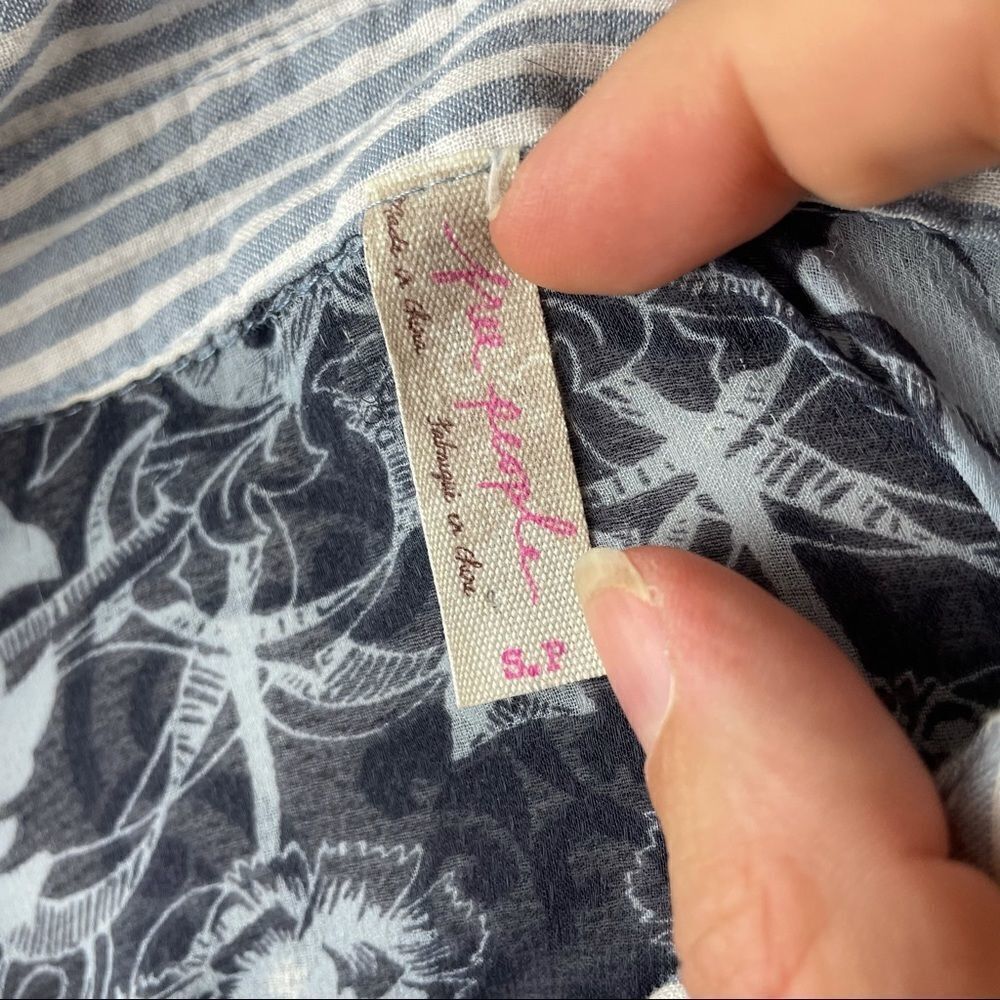 free people
Made in China
Fabriqué en Chine
S.P